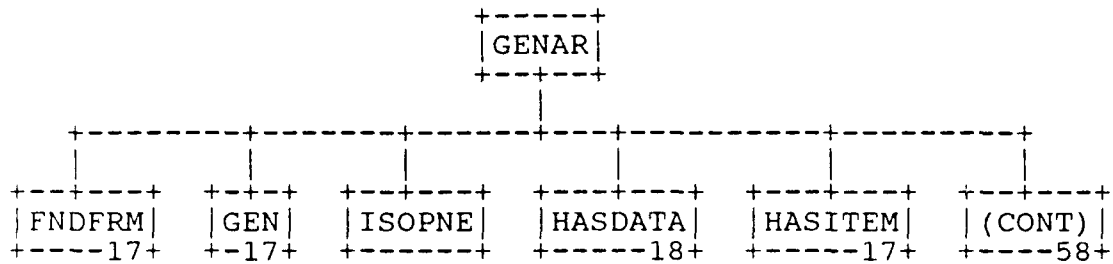 GENAR
FNDFRM GEN ISOPNE HASDATA HASITEM (CONT)
17 17 18 17 58